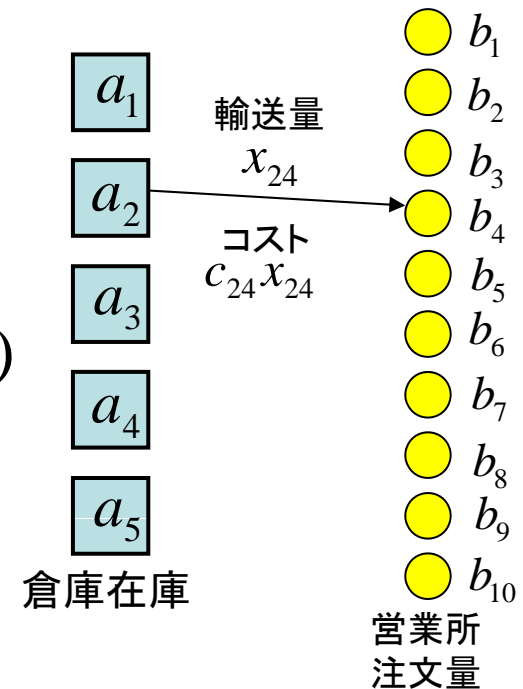 a₁
a₂
a₃
a₄
a₅
倉庫在庫
輸送量
x₂₄
コスト
c₂₄x₂₄
)
b₁
b₂
b₃
b₄
b₅
b₆
b₇
b₈
b₉
b₁₀
営業所
注文量